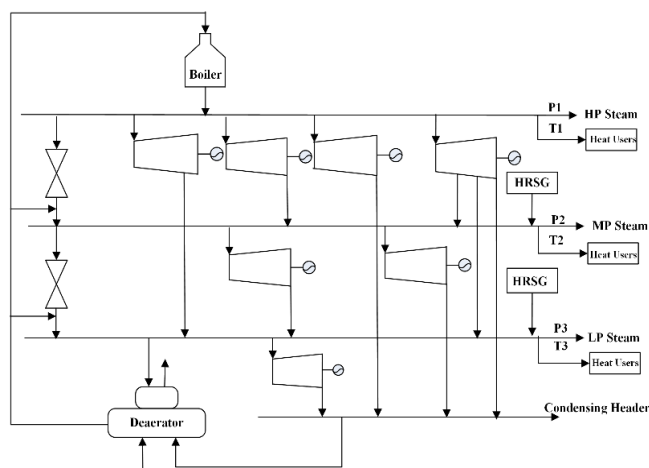 Boiler
P1
HP Steam
T1
Heat Users
HRSG
P2
MP Steam
T2
Heat Users
HRSG
P3
LP Steam
T3
Heat Users
Condensing Header
Deaerator